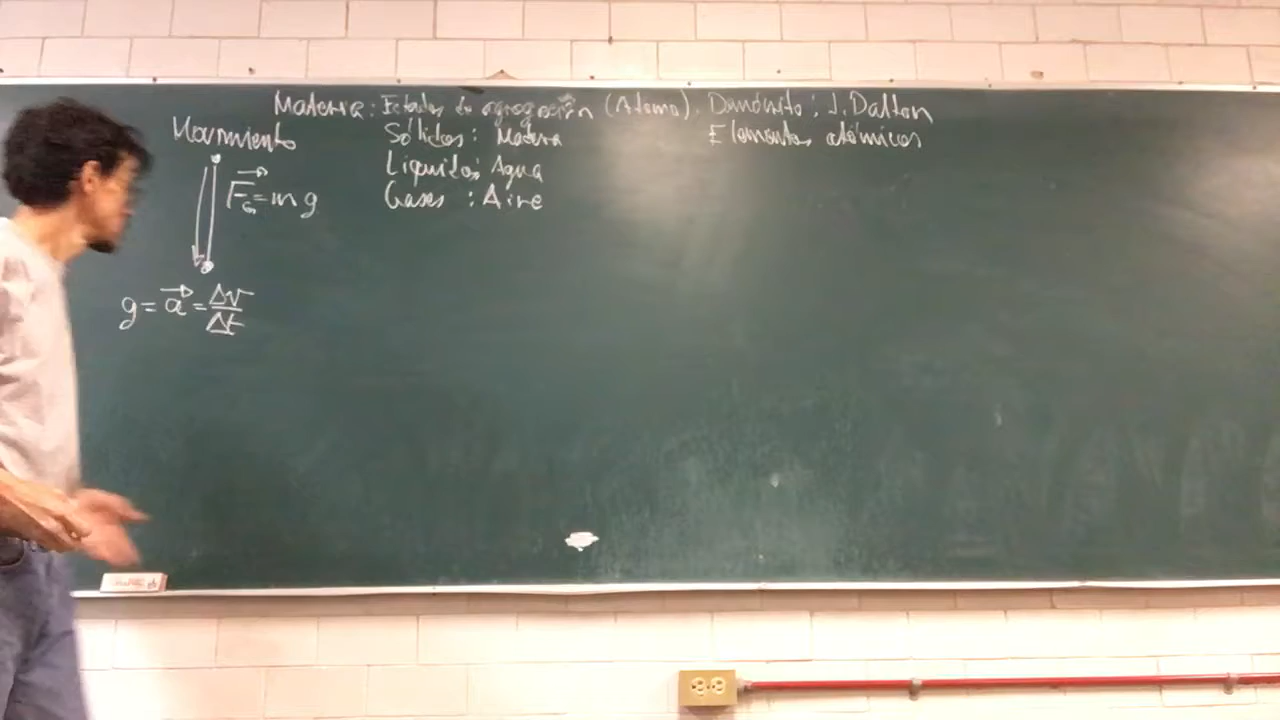 Materia: Estados de agregación (Átomo). Demócrito; J. Dalton
Movimiento Sólidos: Madera Elementos atómicos
Líquidos: Agua
F_G = mg Gases : Aire
g = a = Δv/Δt